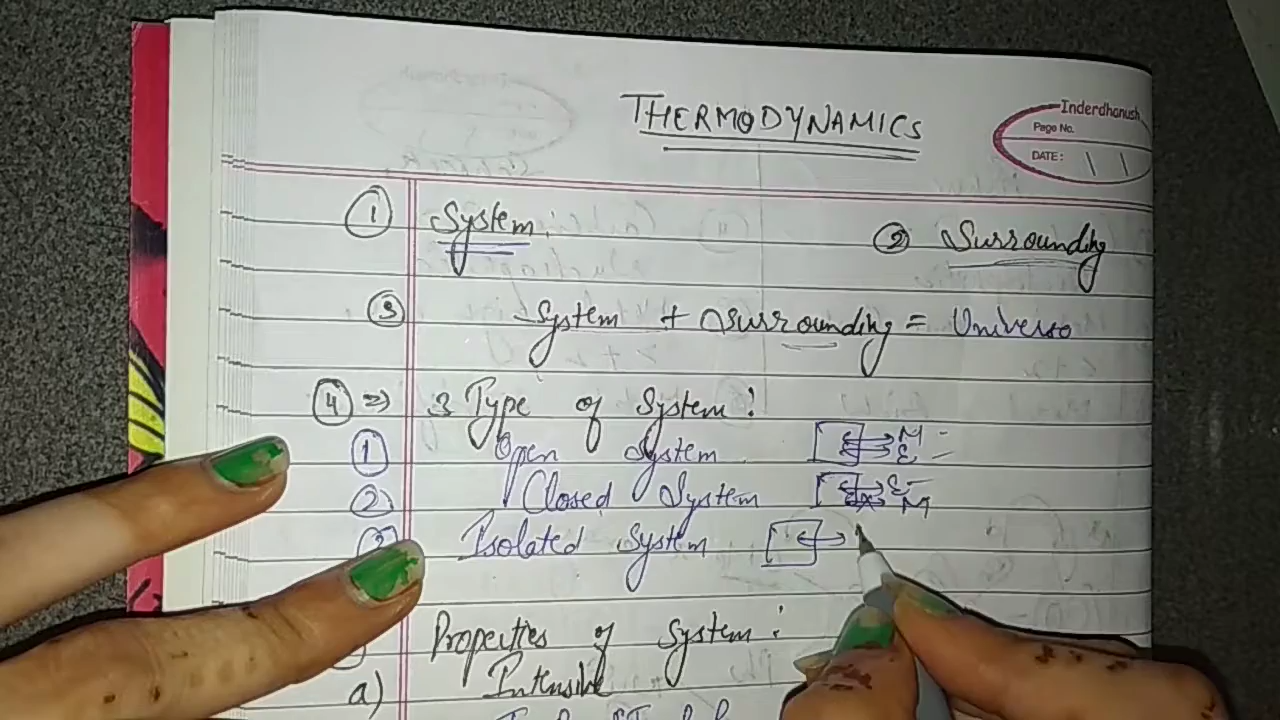 THERMODYNAMICS
Inderdhanush
Page No.
DATE:
① System.
② Surrounding
③ System + Surrounding = Universe
④ ⇒ 3 Type of System:
① Open System M
E
② Closed System E
M
③ Isolated System
Properties of System:
a) Intensive